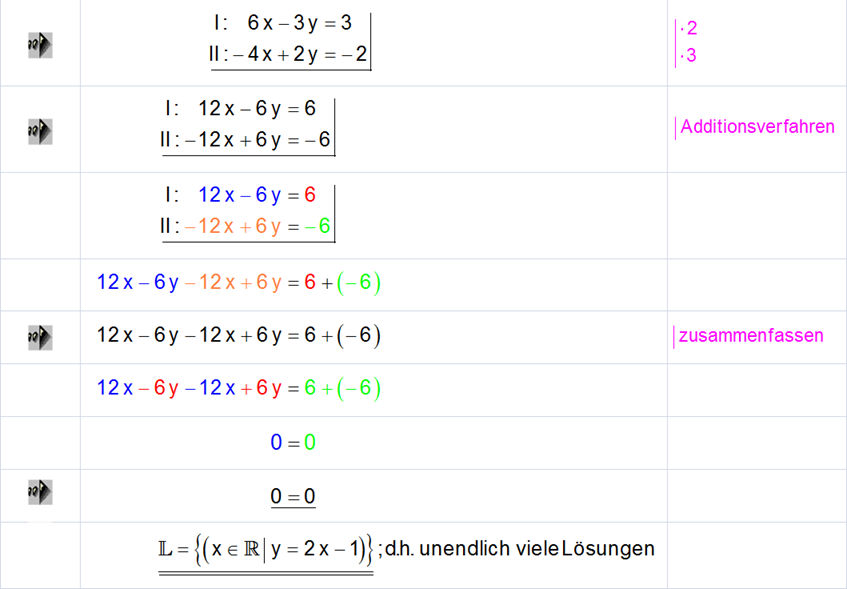 I: 6x − 3y = 3 | ·2
II: −4x + 2y = −2 | ·3
I: 12x − 6y = 6
II: −12x + 6y = −6 | Additionsverfahren
I: 12x − 6y = 6
II: −12x + 6y = −6
12x − 6y −12x + 6y = 6 + (−6)
12x − 6y − 12x + 6y = 6 + (−6) | zusammenfassen
12x − 6y − 12x + 6y = 6 + (−6)
0 = 0
0 = 0
𝕃 = {(x ∈ ℝ | y = 2x − 1)} ; d.h. unendlich viele Lösungen